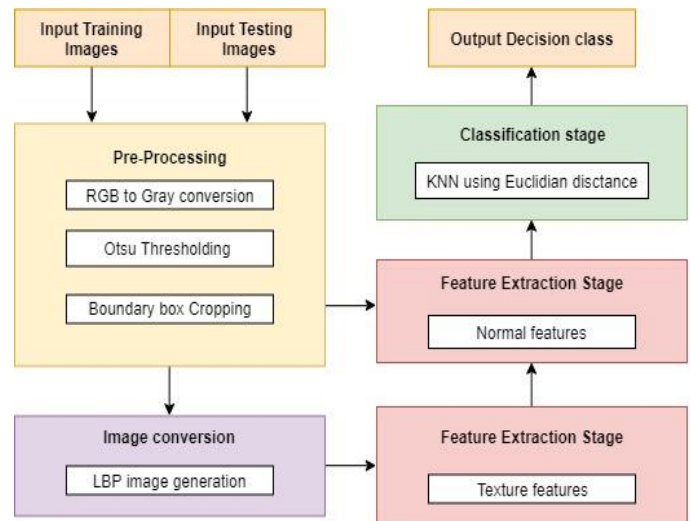 Input Training
Images
Input Testing
Images
Output Decision class
Pre-Processing
RGB to Gray conversion
Otsu Thresholding
Boundary box Cropping
Classification stage
KNN using Euclidian disctance
Feature Extraction Stage
Normal features
Image conversion
LBP image generation
Feature Extraction Stage
Texture features